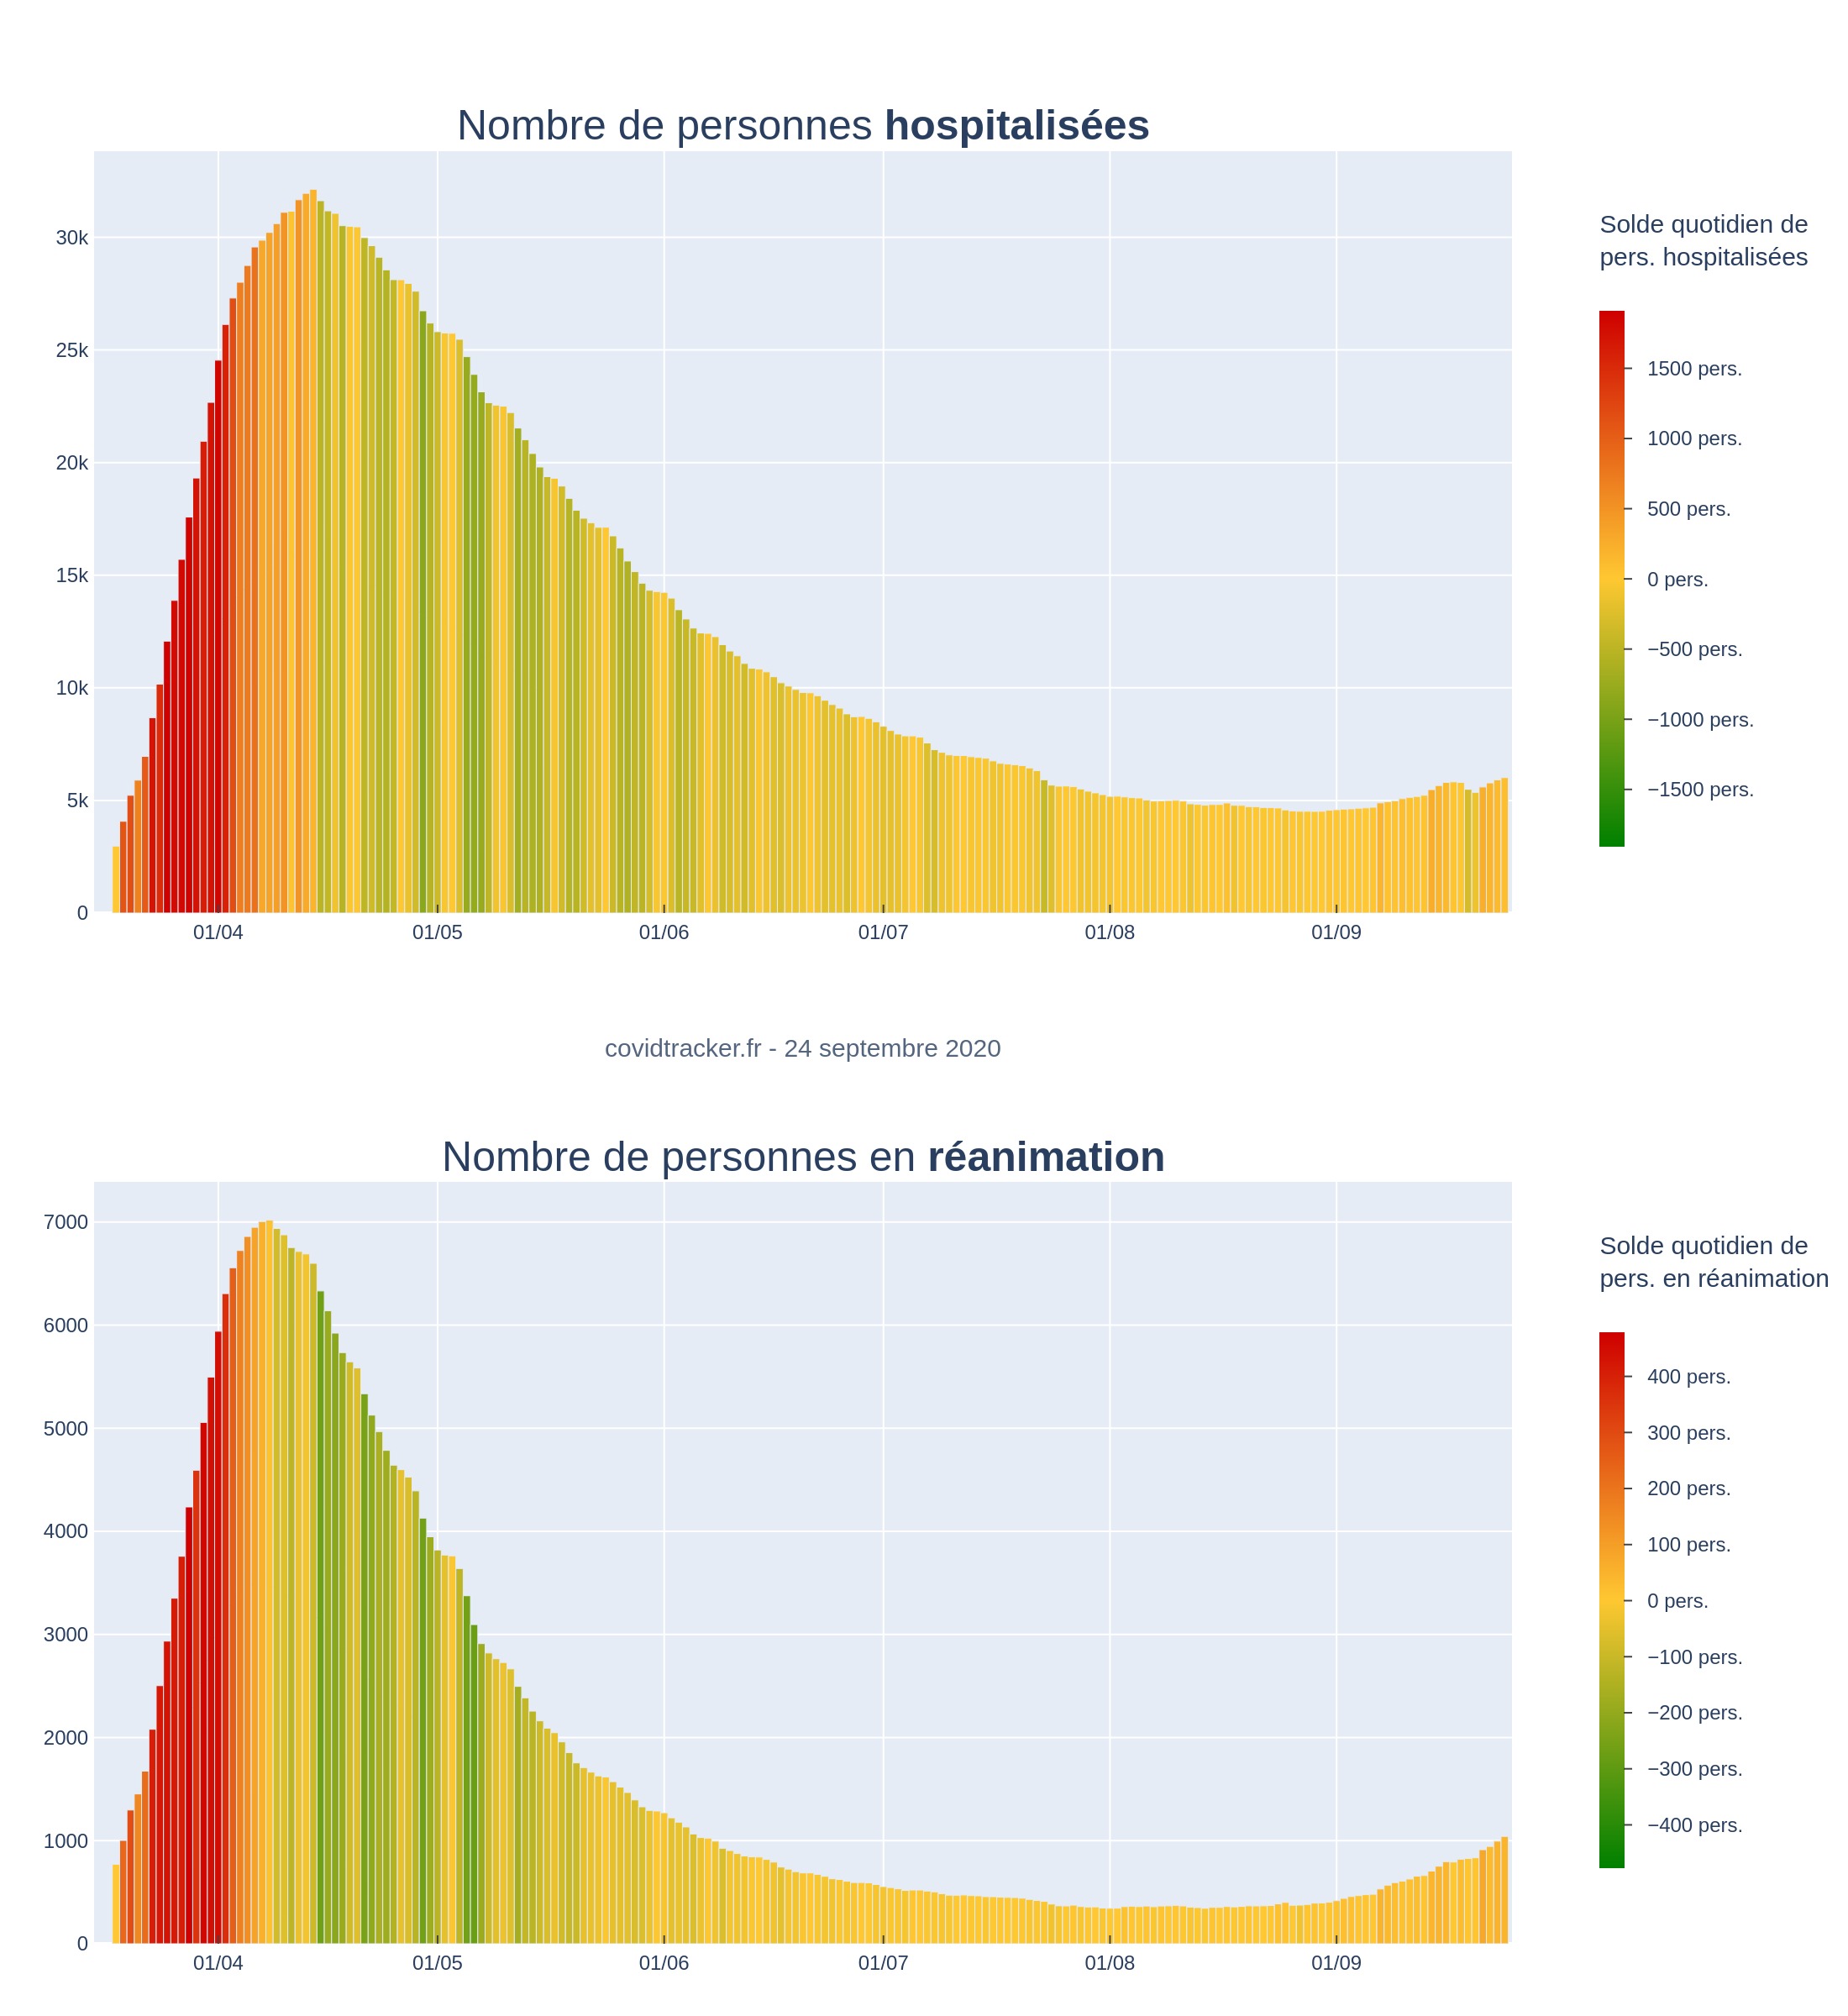 Nombre de personnes hospitalisées
30k
25k
20k
15k
10k
5k
0
01/04 01/05 01/06 01/07 01/08 01/09
Solde quotidien de
pers. hospitalisées
1500 pers.
1000 pers.
500 pers.
0 pers.
−500 pers.
−1000 pers.
−1500 pers.
covidtracker.fr - 24 septembre 2020
Nombre de personnes en réanimation
7000
6000
5000
4000
3000
2000
1000
0
01/04 01/05 01/06 01/07 01/08 01/09
Solde quotidien de
pers. en réanimation
400 pers.
300 pers.
200 pers.
100 pers.
0 pers.
−100 pers.
−200 pers.
−300 pers.
−400 pers.